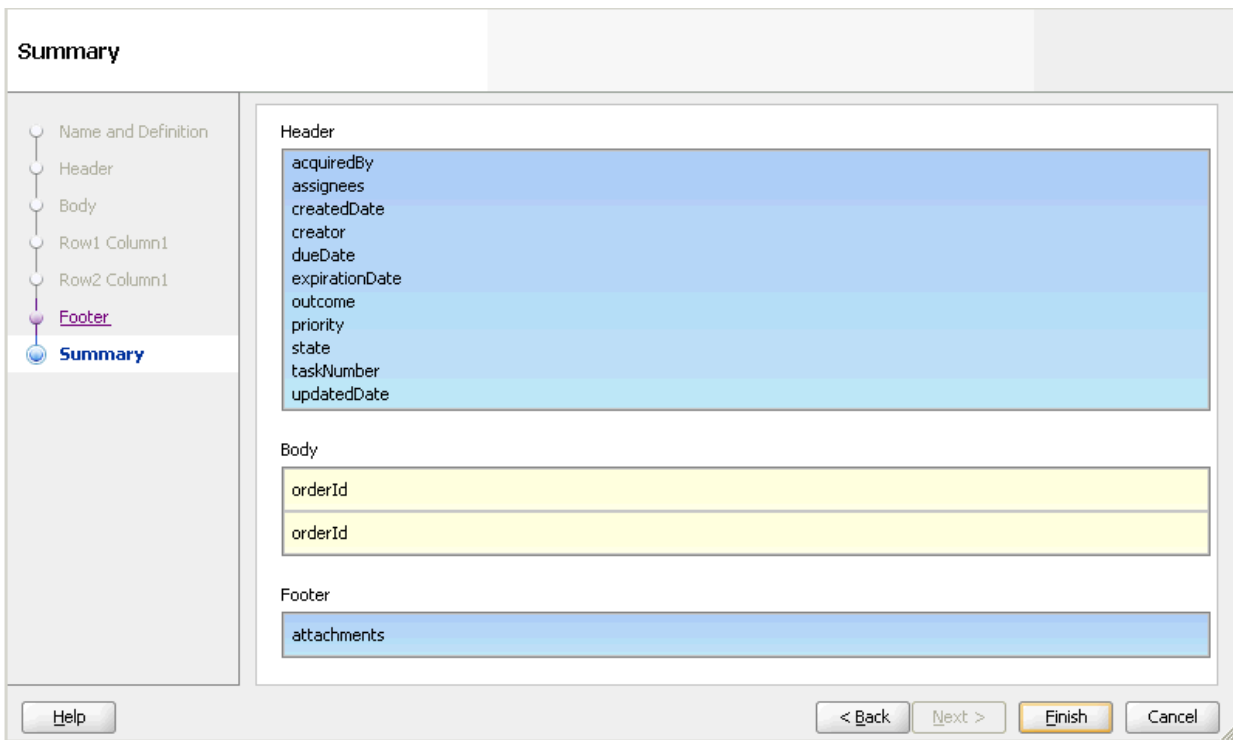 Summary
Name and Definition
Header
Body
Row1 Column1
Row2 Column1
Footer
Summary
Header
acquiredBy
assignees
createdDate
creator
dueDate
expirationDate
outcome
priority
state
taskNumber
updatedDate
Body
orderId
orderId
Footer
attachments
Help
< Back
Next >
Finish
Cancel